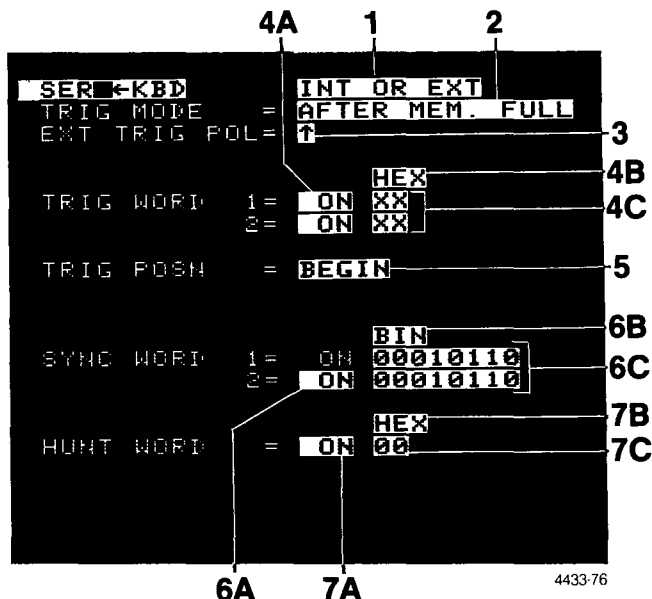 4A 1 2
SER ←KBD INT OR EXT
TRIG MODE = AFTER MEM. FULL
EXT TRIG POL= ↑ 3
HEX 4B
TRIG WORD 1= ON XX 4C
2= ON XX
TRIG POSN = BEGIN 5
BIN 6B
SYNC WORD 1= ON 00010110 6C
2= ON 00010110
HEX 7B
HUNT WORD = ON 00 7C
6A 7A 4433-76